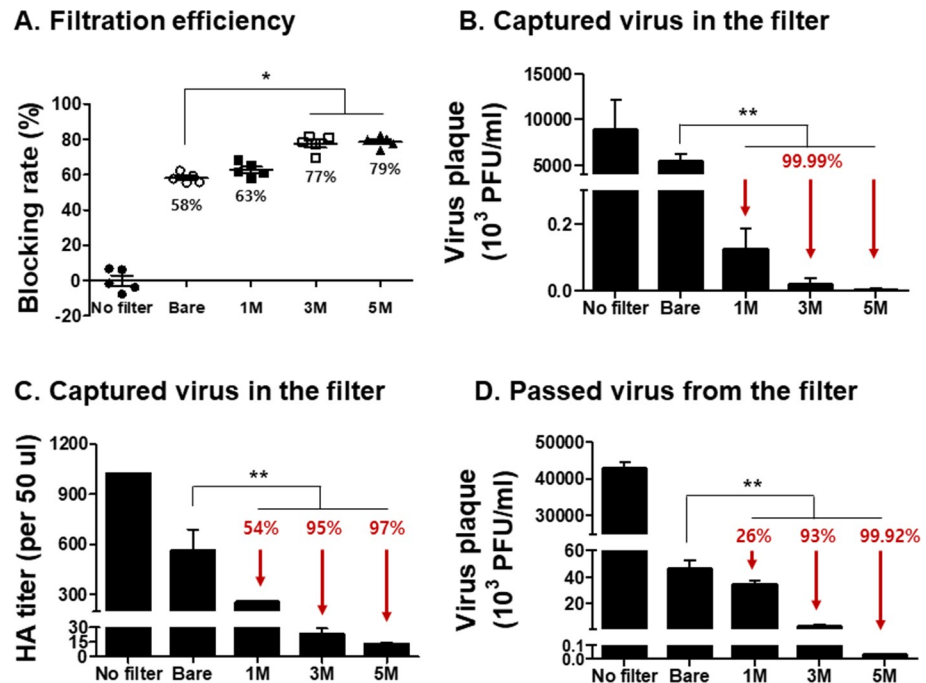 A. Filtration efficiency
Blocking rate (%)
100
80
60
40
20
0
-20
*
58%
63%
77%
79%
No filter Bare 1M 3M 5M
B. Captured virus in the filter
Virus plaque
(10³ PFU/ml)
15000
10000
5000
0.2
0.0
**
99.99%
No filter Bare 1M 3M 5M
C. Captured virus in the filter
HA titer (per 50 ul)
1200
900
600
300
30
15
0
**
54% 95% 97%
No filter Bare 1M 3M 5M
D. Passed virus from the filter
Virus plaque
(10³ PFU/ml)
50000
40000
30000
60
40
20
0.1
0.0
**
26% 93% 99.92%
No filter Bare 1M 3M 5M